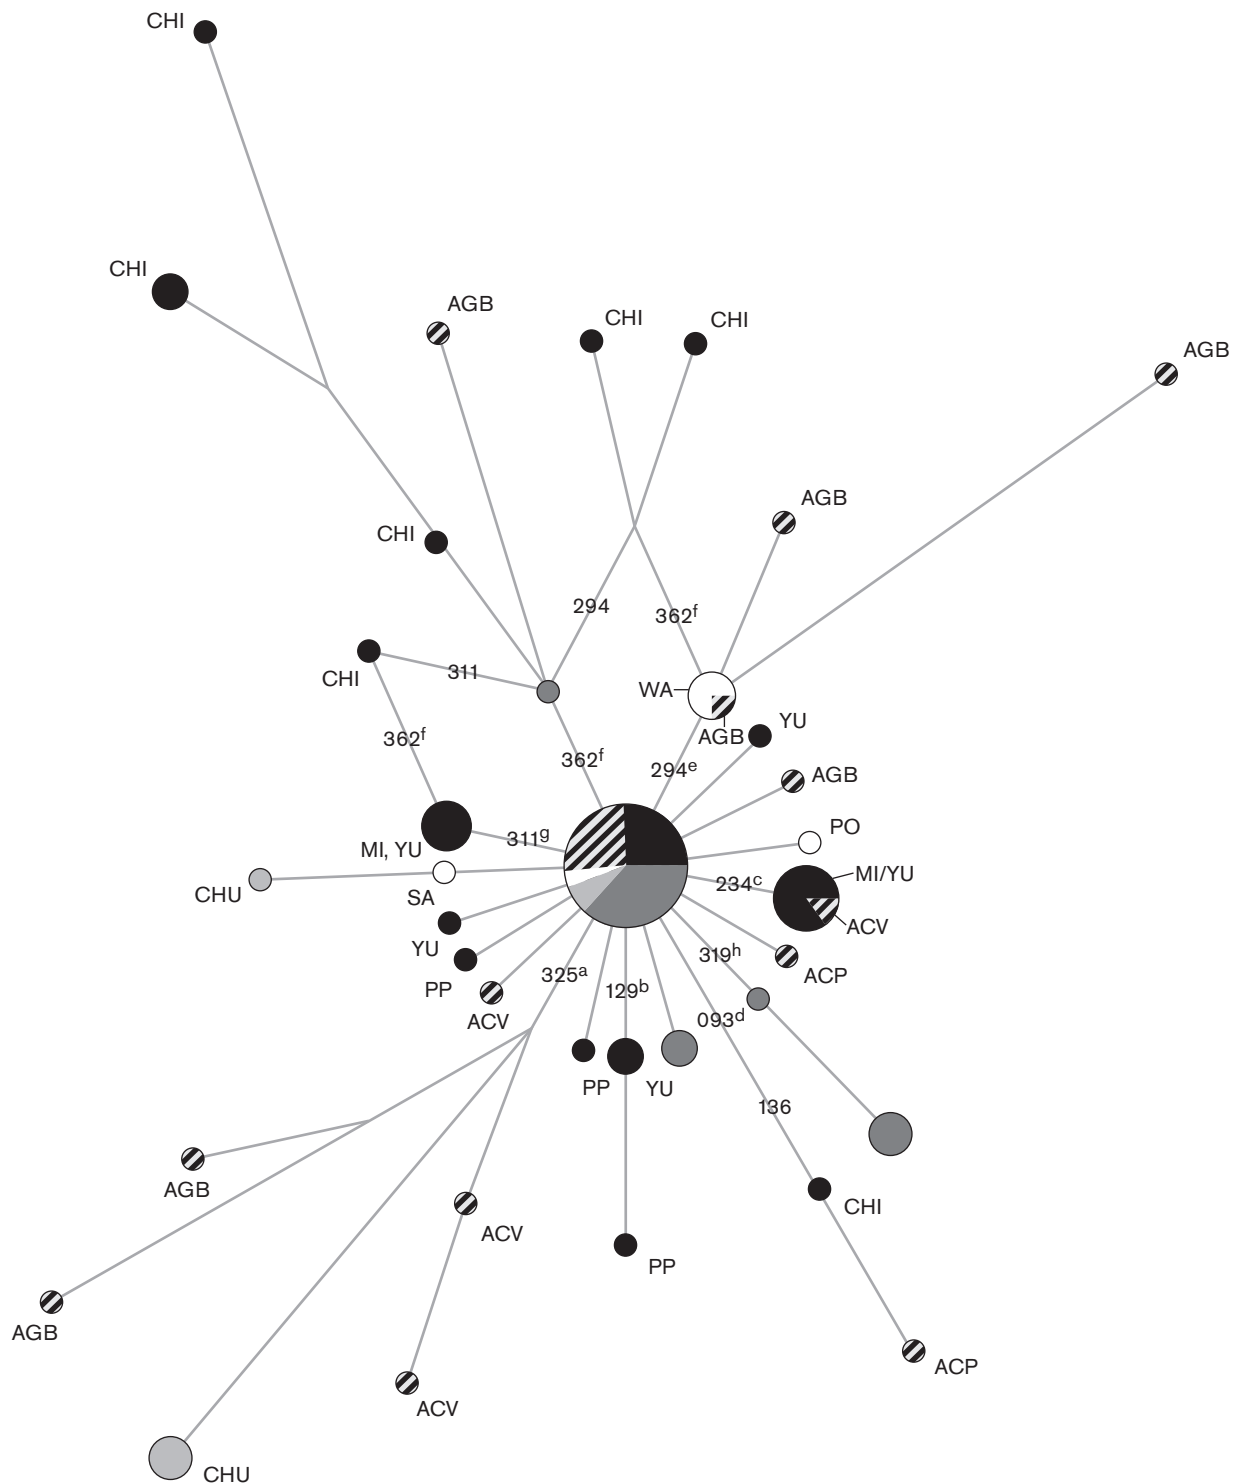 CHI
CHI
AGB
CHI
CHI
AGB
AGB
CHI
294
362f
CHI
311
WA
AGB
YU
362f
362f
294e
AGB
PO
311g
MI, YU
MI/YU
234c
CHU
SA
ACV
YU
319h
325a
ACP
PP
129b
ACV
093d
PP
YU
136
AGB
CHI
ACV
PP
AGB
ACP
ACV
CHU